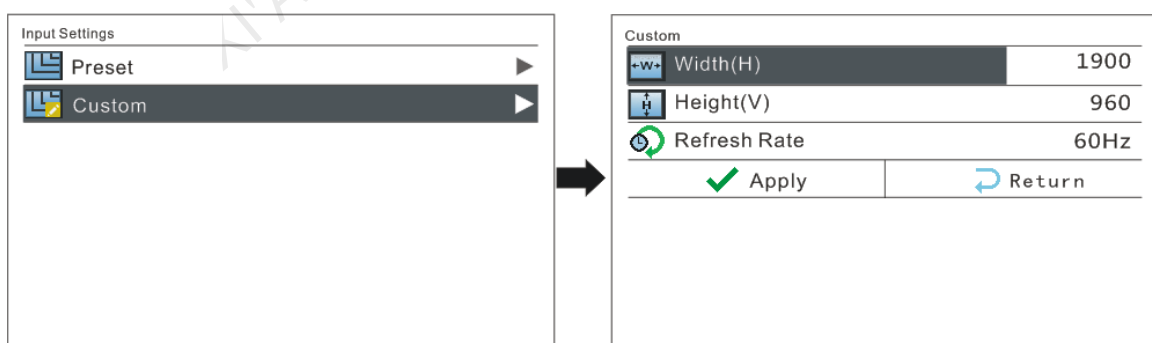 Input Settings
Preset
Custom
Custom
←W→ Width(H) 1900
H Height(V) 960
Refresh Rate 60Hz
Apply Return